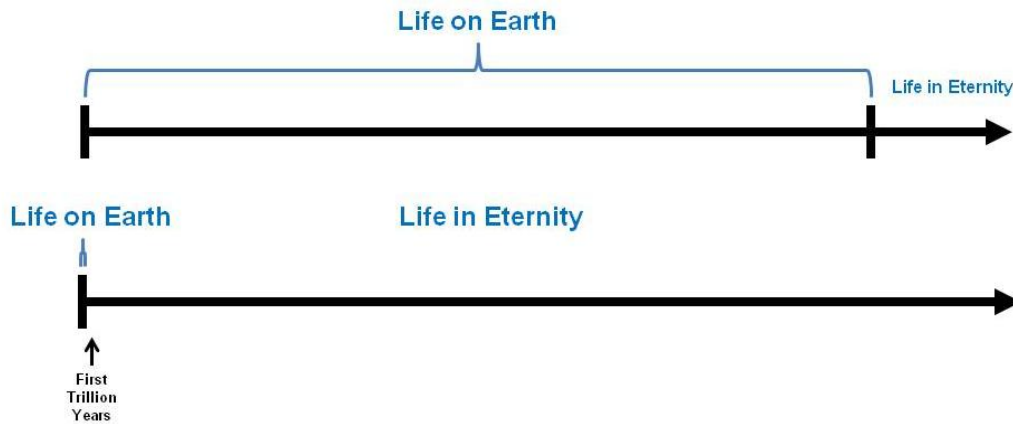 Life on Earth
Life in Eternity
Life on Earth
Life in Eternity
First
Trillion
Years